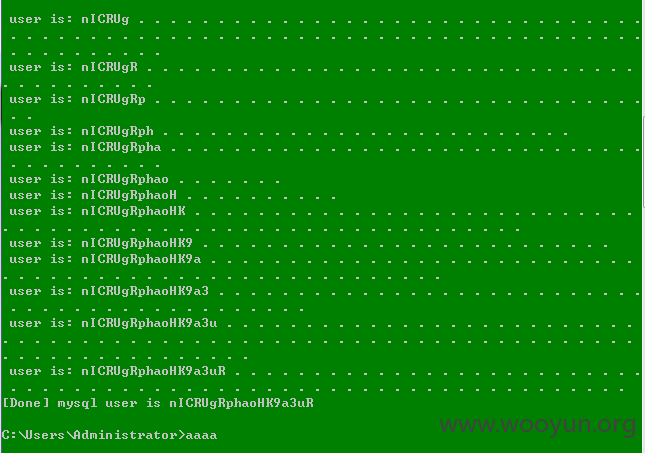 user is: nICRUg . . . . . . . . . . . . . . . . . . . . . . . . . . . . . . . .
. . . . . . . . . . . . . . . . . . . . . . . . . . . . . . . . . . . . . . . .
. . . . . . . . . .
user is: nICRUgR . . . . . . . . . . . . . . . . . . . . . . . . . . . . . . .
. . . . . . . . . .
user is: nICRUgRp . . . . . . . . . . . . . . . . . . . . . . . . . . . . . . .
. .
user is: nICRUgRph . . . . . . . . . . . . . . . . . . . . . . . . . .
user is: nICRUgRpha . . . . . . . . . . . . . . . . . . . . . . . . . . . . . .
. . . . . . . . . .
user is: nICRUgRphao . . . . . . .
user is: nICRUgRphaoH . . . . . . . . . . .
user is: nICRUgRphaoHK . . . . . . . . . . . . . . . . . . . . . . . . . . . .
. . . . . . . . . . . . . . . . . . . . . . . . . . . . . . . . .
user is: nICRUgRphaoHK9 . . . . . . . . . . . . . . . . . . . . . . . . . .
user is: nICRUgRphaoHK9a . . . . . . . . . . . . . . . . . . . . . . . . . . .
. . . . . . . . . . . . . . . . . . . . . . . . . . . .
user is: nICRUgRphaoHK9a3 . . . . . . . . . . . . . . . . . . . . . . . . . . .
. . . . . . . . . . . . . . . . . . .
user is: nICRUgRphaoHK9a3u . . . . . . . . . . . . . . . . . . . . . . . . . .
. . . . . . . . . . . . . . . . . . . . . . . . . . . . . . . . . . . . . . . .
. . . . . . . . . . . . . . . .
user is: nICRUgRphaoHK9a3uR . . . . . . . . . . . . . . . . . . . . . . . . . .
. . . . . . . . . . . . . . . . . . . . . . . . . . . . . . . . . . . . . . .
[Done] mysql user is nICRUgRphaoHK9a3uR
www.wooyun.org
C:\Users\Administrator>aaaa